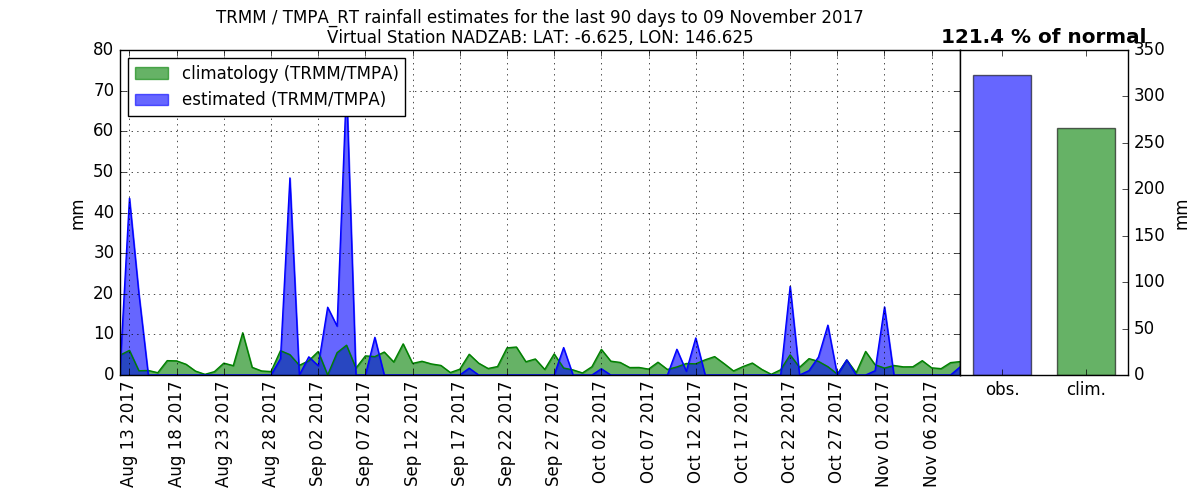 TRMM / TMPA_RT rainfall estimates for the last 90 days to 09 November 2017
Virtual Station NADZAB: LAT: -6.625, LON: 146.625
121.4 % of normal
climatology (TRMM/TMPA)
estimated (TRMM/TMPA)
mm
80
70
60
50
40
30
20
10
0
Aug 13 2017
Aug 18 2017
Aug 23 2017
Aug 28 2017
Sep 02 2017
Sep 07 2017
Sep 12 2017
Sep 17 2017
Sep 22 2017
Sep 27 2017
Oct 02 2017
Oct 07 2017
Oct 12 2017
Oct 17 2017
Oct 22 2017
Oct 27 2017
Nov 01 2017
Nov 06 2017
350
300
250
200
150
100
50
0
mm
obs.
clim.